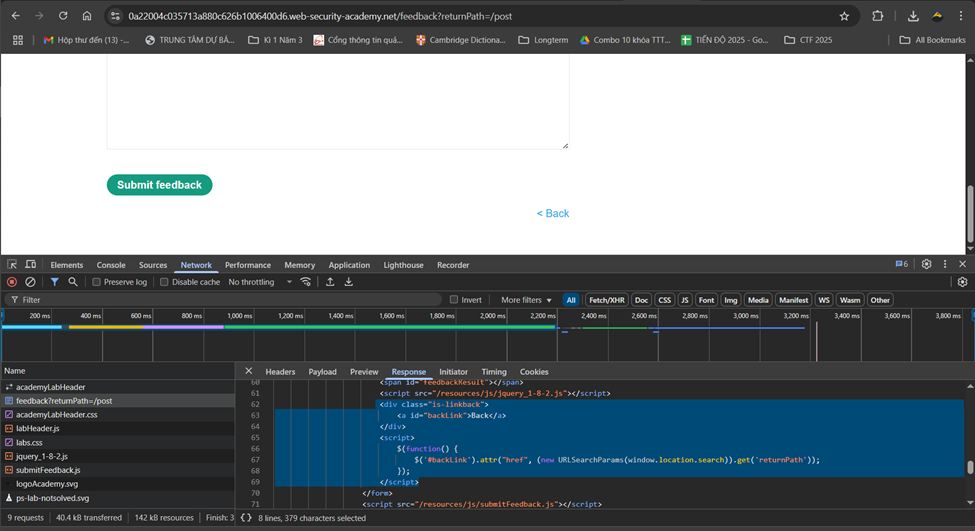 0a22004c035713a880c626b1006400d6.web-security-academy.net/feedback?returnPath=/post
Hộp thư đến (13) -... TRUNG TÂM DỰ BÁ... Kì 1 Năm 3 Cổng thông tin quả... Cambridge Dictiona... Longterm Combo 10 khóa TTT... TIẾN ĐỘ 2025 - Go... CTF 2025 All Bookmarks
Submit feedback
< Back
Elements Console Sources Network Performance Memory Application Lighthouse Recorder 6
Preserve log Disable cache No throttling
Filter Invert More filters All Fetch/XHR Doc CSS JS Font Img Media Manifest WS Wasm Other
200 ms 400 ms 600 ms 800 ms 1,000 ms 1,200 ms 1,400 ms 1,600 ms 1,800 ms 2,000 ms 2,200 ms 2,400 ms 2,600 ms 2,800 ms 3,000 ms 3,200 ms 3,400 ms 3,600 ms 3,800 ms
Name
academyLabHeader
feedback?returnPath=/post
academyLabHeader.css
labHeader.js
labs.css
jquery_1-8-2.js
submitFeedback.js
logoAcademy.svg
ps-lab-notsolved.svg
9 requests 40.4 kB transferred 142 kB resources Finish: 3
Headers Payload Preview Response Initiator Timing Cookies
60 <span id="feedbackResult"></span>
61 <script src="/resources/js/jquery_1-8-2.js"></script>
62 <div class="is-linkback">
63 <a id="backLink">Back</a>
64 </div>
65 <script>
66 $(function() {
67 $('#backLink').attr("href", (new URLSearchParams(window.location.search)).get('returnPath'));
68 });
69 </script>
70 </form>
71 <script src="/resources/js/submitFeedback.js"></script>
{} 8 lines, 379 characters selected